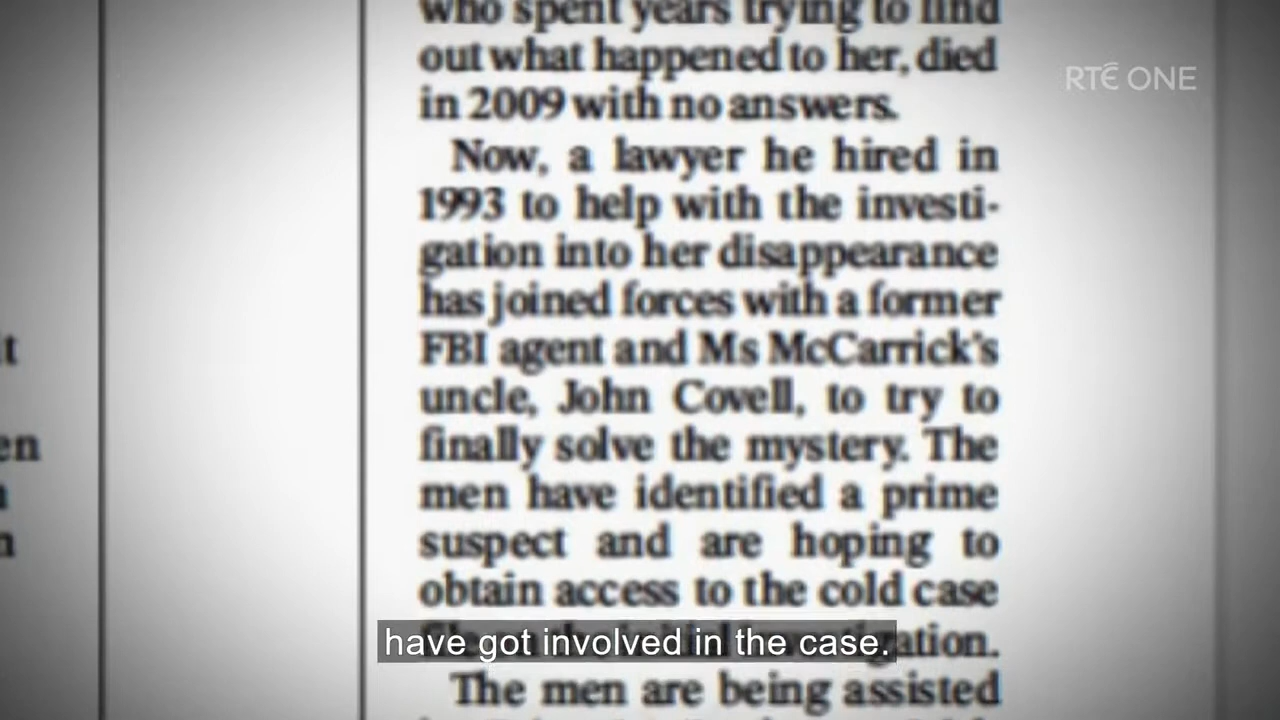 who spent years trying to find
out what happened to her, died
in 2009 with no answers.
Now, a lawyer he hired in
1993 to help with the investi-
gation into her disappearance
has joined forces with a former
FBI agent and Ms McCarrick's
uncle, John Covell, to try to
finally solve the mystery. The
men have identified a prime
suspect and are hoping to
obtain access to the cold case
ation.
The men are being assisted
have got involved in the case.
RTÉ ONE
it
en
n